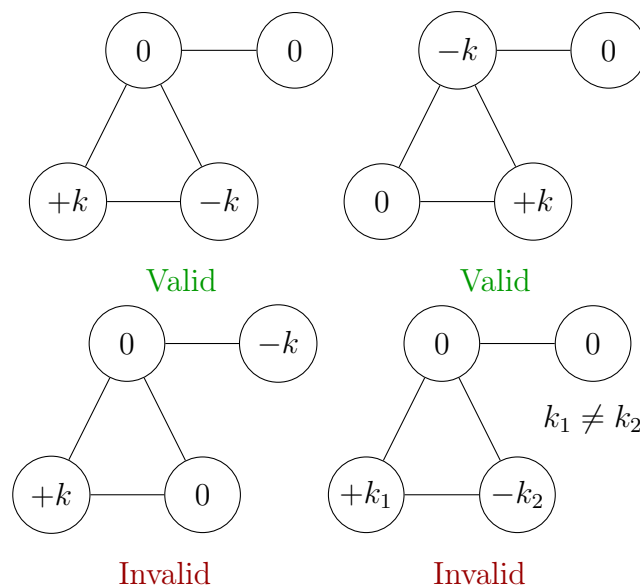 0 0 −k 0
+k −k 0 +k
Valid Valid
0 −k 0 0
k₁ ≠ k₂
+k 0 +k₁ −k₂
Invalid Invalid